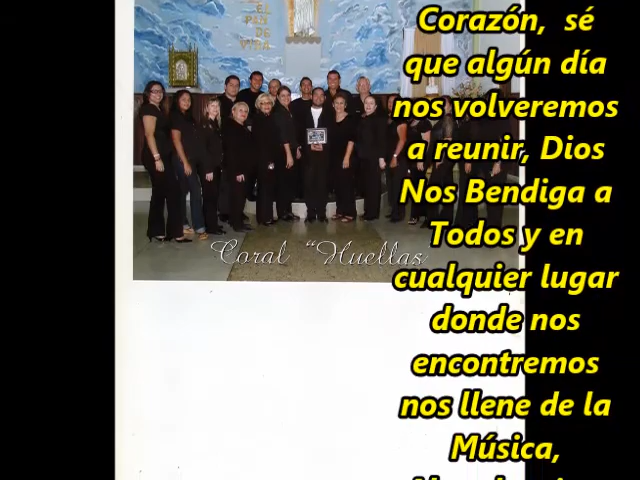 EL
PAN
DE
VIDA
Coral "Huellas
Corazón, sé
que algún día
nos volveremos
a reunir, Dios
Nos Bendiga a
Todos y en
cualquier lugar
donde nos
encontremos
nos llene de la
Música,